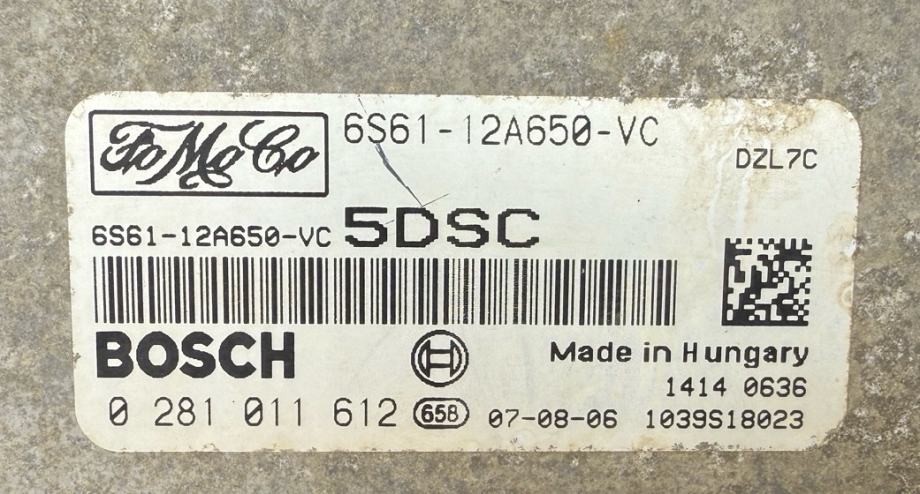 FoMoCo
6S61-12A650-VC
DZL7C
6S61-12A650-VC 5DSC
BOSCH
Made in Hungary
1414 0636
0 281 011 612 65B 07-08-06 1039S18023